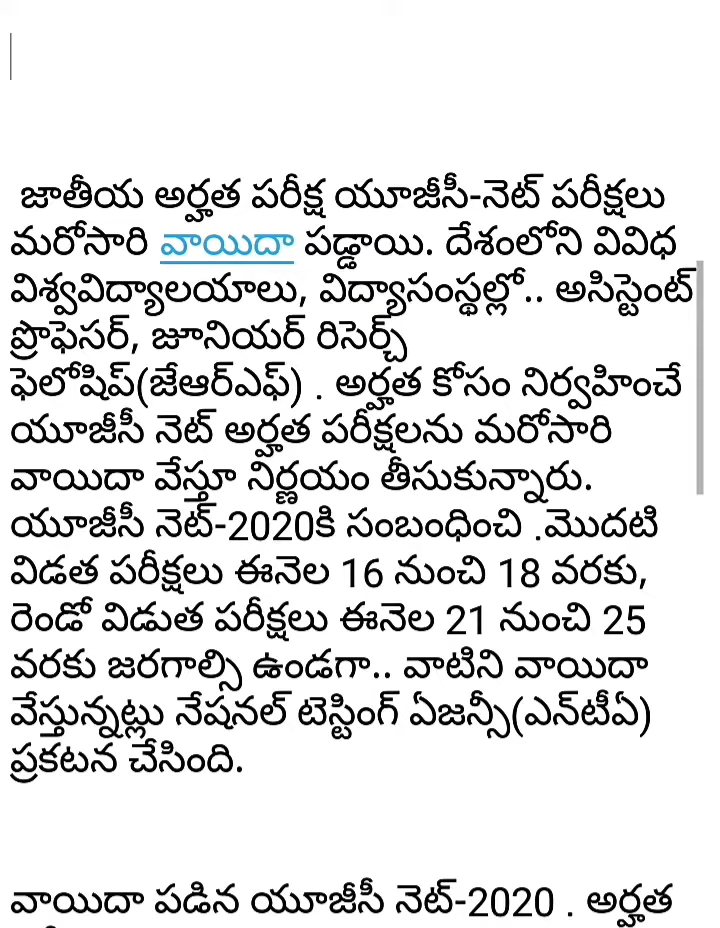 జాతీయ అర్హత పరీక్ష యూజీసీ-నెట్ పరీక్షలు
మరోసారి వాయిదా పడ్డాయి. దేశంలోని వివిధ
విశ్వవిద్యాలయాలు, విద్యాసంస్థల్లో.. అసిస్టెంట్
ప్రొఫెసర్, జూనియర్ రిసెర్చ్
ఫెలోషిప్(జేఆర్ఎఫ్) . అర్హత కోసం నిర్వహించే
యూజీసీ నెట్ అర్హత పరీక్షలను మరోసారి
వాయిదా వేస్తూ నిర్ణయం తీసుకున్నారు.
యూజీసీ నెట్-2020కి సంబంధించి .మొదటి
విడత పరీక్షలు ఈనెల 16 నుంచి 18 వరకు,
రెండో విడుత పరీక్షలు ఈనెల 21 నుంచి 25
వరకు జరగాల్సి ఉండగా.. వాటిని వాయిదా
వేస్తున్నట్లు నేషనల్ టెస్టింగ్ ఏజన్సీ(ఎన్‌టీఏ)
ప్రకటన చేసింది.
వాయిదా పడిన యూజీసీ నెట్-2020 . అర్హత